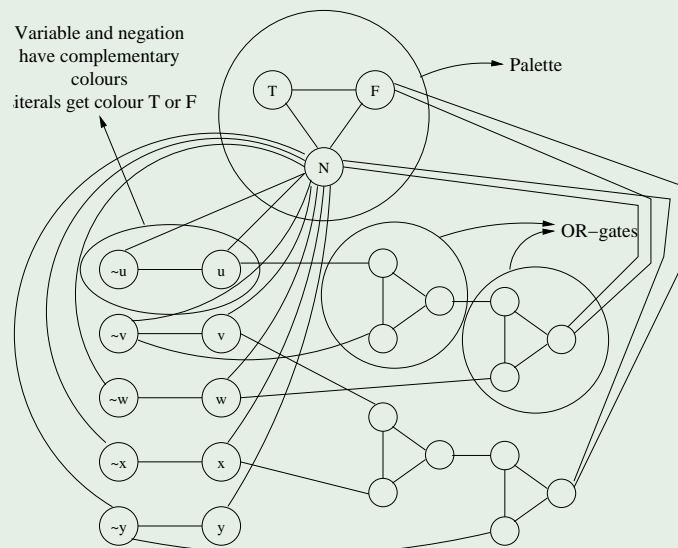 Variable and negation
have complementary
colours
iterals get colour T or F
Palette
T
F
N
OR−gates
~u
u
~v
v
~w
w
~x
x
~y
y